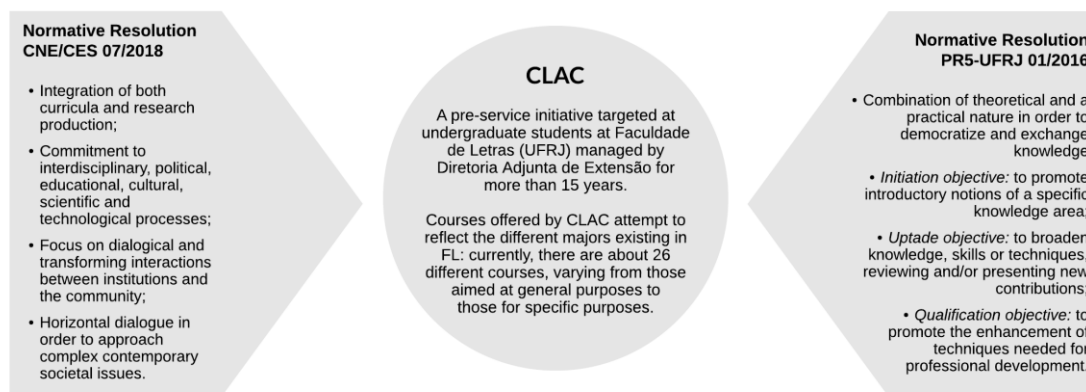 Normative Resolution
CNE/CES 07/2018
• Integration of both
curricula and research
production;
• Commitment to
interdisciplinary, political,
educational, cultural,
scientific and
technological processes;
• Focus on dialogical and
transforming interactions
between institutions and
the community;
• Horizontal dialogue in
order to approach
complex contemporary
societal issues.
CLAC
A pre-service initiative targeted at
undergraduate students at Faculdade
de Letras (UFRJ) managed by
Diretoria Adjunta de Extensão for
more than 15 years.
Courses offered by CLAC attempt to
reflect the different majors existing in
FL: currently, there are about 26
different courses, varying from those
aimed at general purposes to
those for specific purposes.
Normative Resolution
PR5-UFRJ 01/2016
• Combination of theoretical and a
practical nature in order to
democratize and exchange
knowledge
• Initiation objective: to promote
introductory notions of a specific
knowledge area;
• Uptade objective: to broaden
knowledge, skills or techniques,
reviewing and/or presenting new
contributions;
• Qualification objective: to
promote the enhancement of
techniques needed for
professional development.